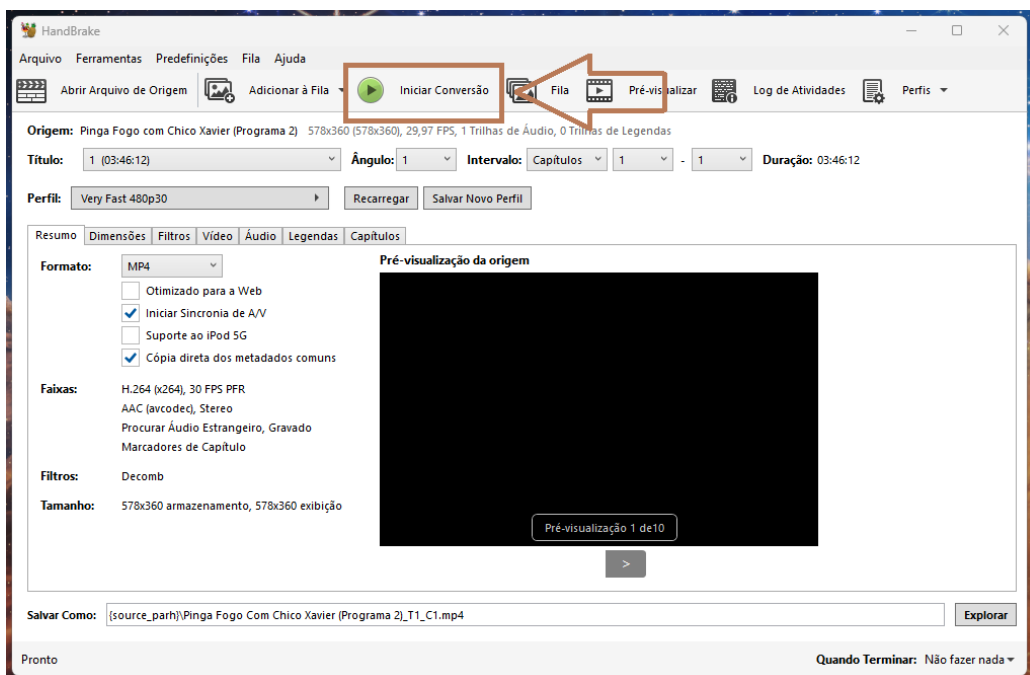 HandBrake
Arquivo Ferramentas Predefinições Fila Ajuda
Abrir Arquivo de Origem Adicionar à Fila Iniciar Conversão Fila Pré-visualizar Log de Atividades Perfis
Origem: Pinga Fogo com Chico Xavier (Programa 2) 578x360 (578x360), 29,97 FPS, 1 Trilhas de Áudio, 0 Trilhas de Legendas
Título: 1 (03:46:12) Ângulo: 1 Intervalo: Capítulos 1 - 1 Duração: 03:46:12
Perfil: Very Fast 480p30 Recarregar Salvar Novo Perfil
Resumo Dimensões Filtros Vídeo Áudio Legendas Capítulos
Formato: MP4 Pré-visualização da origem
Otimizado para a Web
Iniciar Sincronia de A/V
Suporte ao iPod 5G
Cópia direta dos metadados comuns
Faixas: H.264 (x264), 30 FPS PFR
AAC (avcodec), Stereo
Procurar Áudio Estrangeiro, Gravado
Marcadores de Capítulo
Filtros: Decomb
Tamanho: 578x360 armazenamento, 578x360 exibição
Pré-visualização 1 de10
>
Salvar Como: {source_parh}\Pinga Fogo Com Chico Xavier (Programa 2)_T1_C1.mp4 Explorar
Pronto Quando Terminar: Não fazer nada